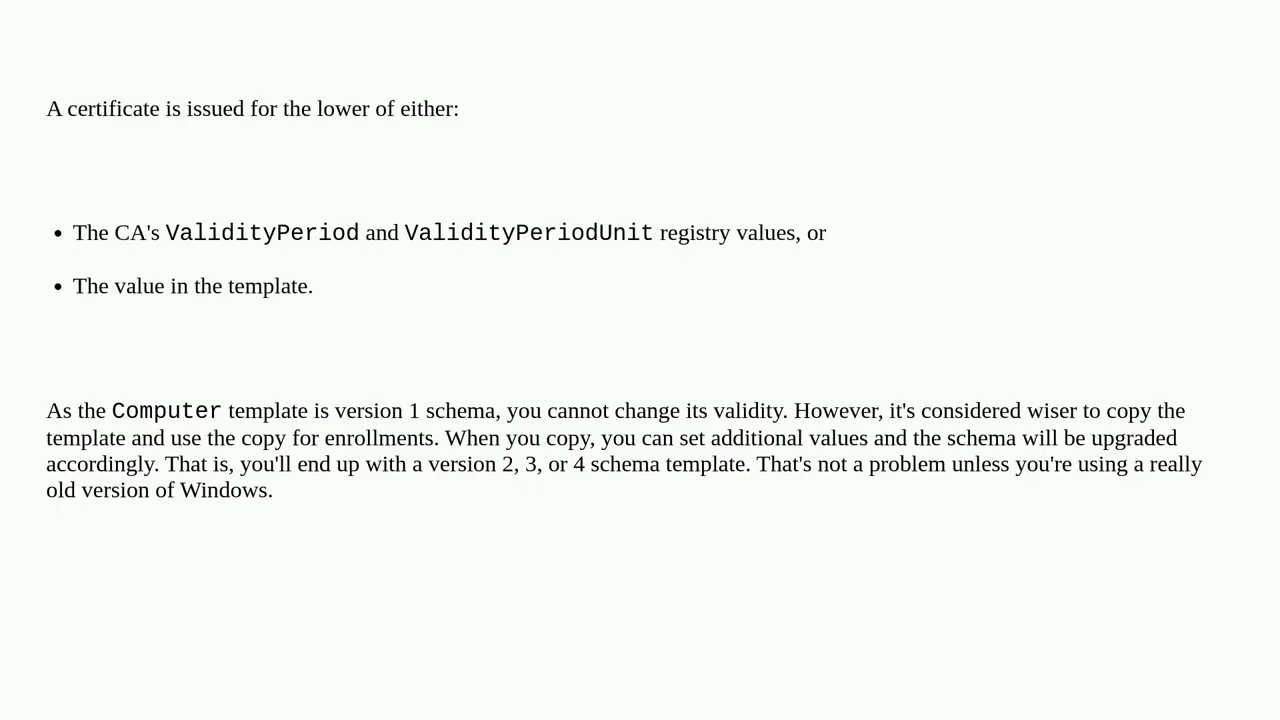 A certificate is issued for the lower of either:
• The CA's ValidityPeriod and ValidityPeriodUnit registry values, or
• The value in the template.
As the Computer template is version 1 schema, you cannot change its validity. However, it's considered wiser to copy the
template and use the copy for enrollments. When you copy, you can set additional values and the schema will be upgraded
accordingly. That is, you'll end up with a version 2, 3, or 4 schema template. That's not a problem unless you're using a really
old version of Windows.